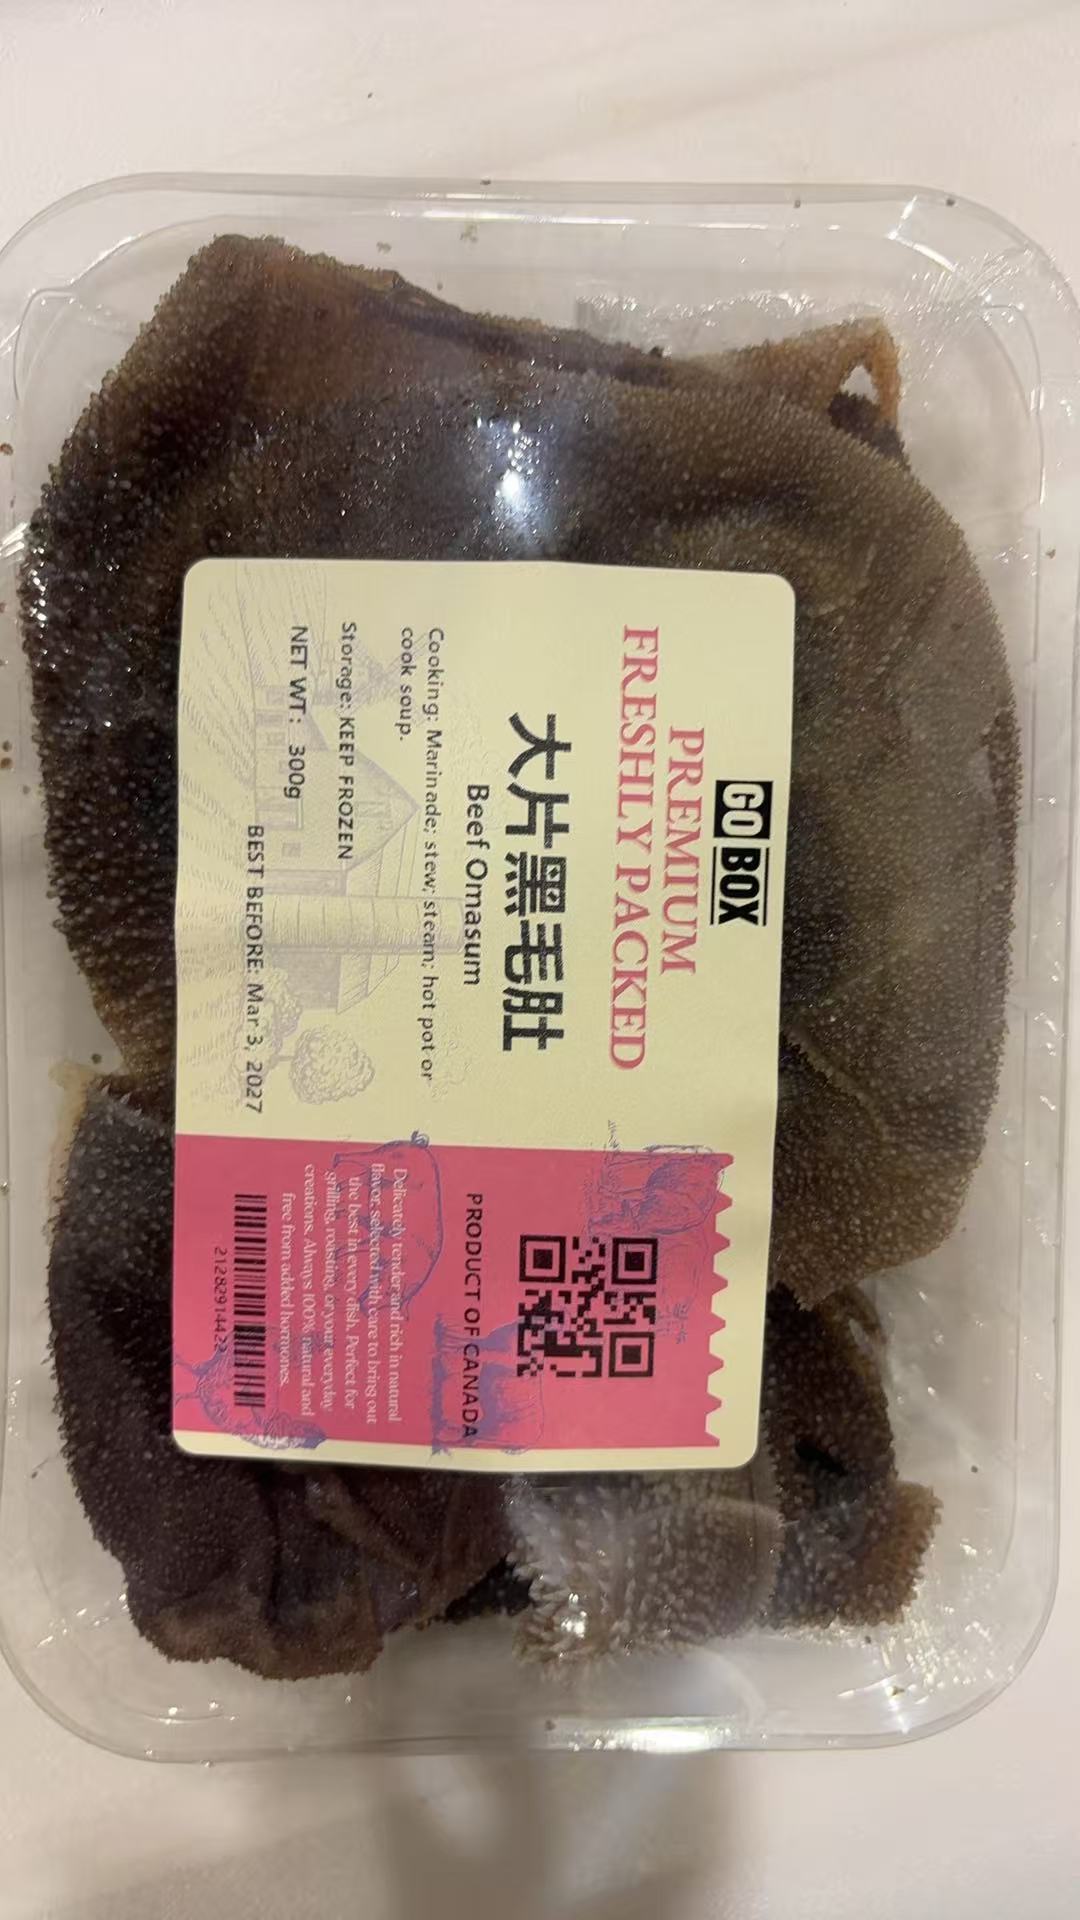 GO BOX
PREMIUM
FRESHLY PACKED
大片黑毛肚
Beef Omasum
Cooking: Marinade; stew; steam; hot pot or
cook soup.
Storage: KEEP FROZEN
NET WT: 300g
BEST BEFORE: Mar 3, 2027
PRODUCT OF CANADA
Delicately tender and rich in natural
flavor, selected with care to bring out
the best in every dish. Perfect for
grilling, roasting, or your everyday
creations. Always 100% natural and
free from added hormones.